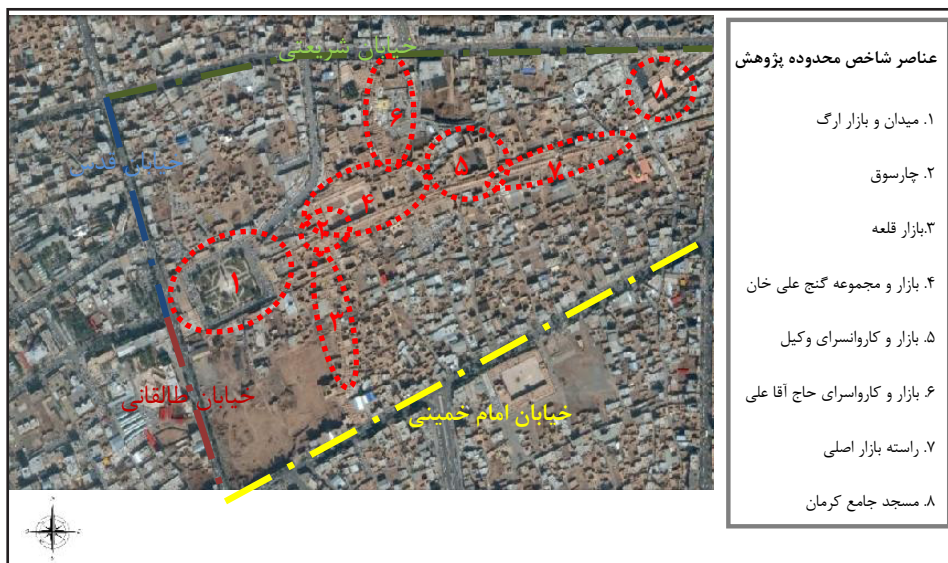 عناصر شاخص محدوده پژوهش
۱. میدان و بازار ارگ
۲. چارسوق
۳.بازار قلعه
۴. بازار و مجموعه گنج علی خان
۵. بازار و کاروانسرای وکیل
۶. بازار و کارواسرای حاج آقا علی
۷. راسته بازار اصلی
۸. مسجد جامع کرمان
خیابان شریعتی
۸
۶
خیابان قدس
۵
۷
۴
۲
۱
۳
خیابان طالقانی
خیابان امام خمینی